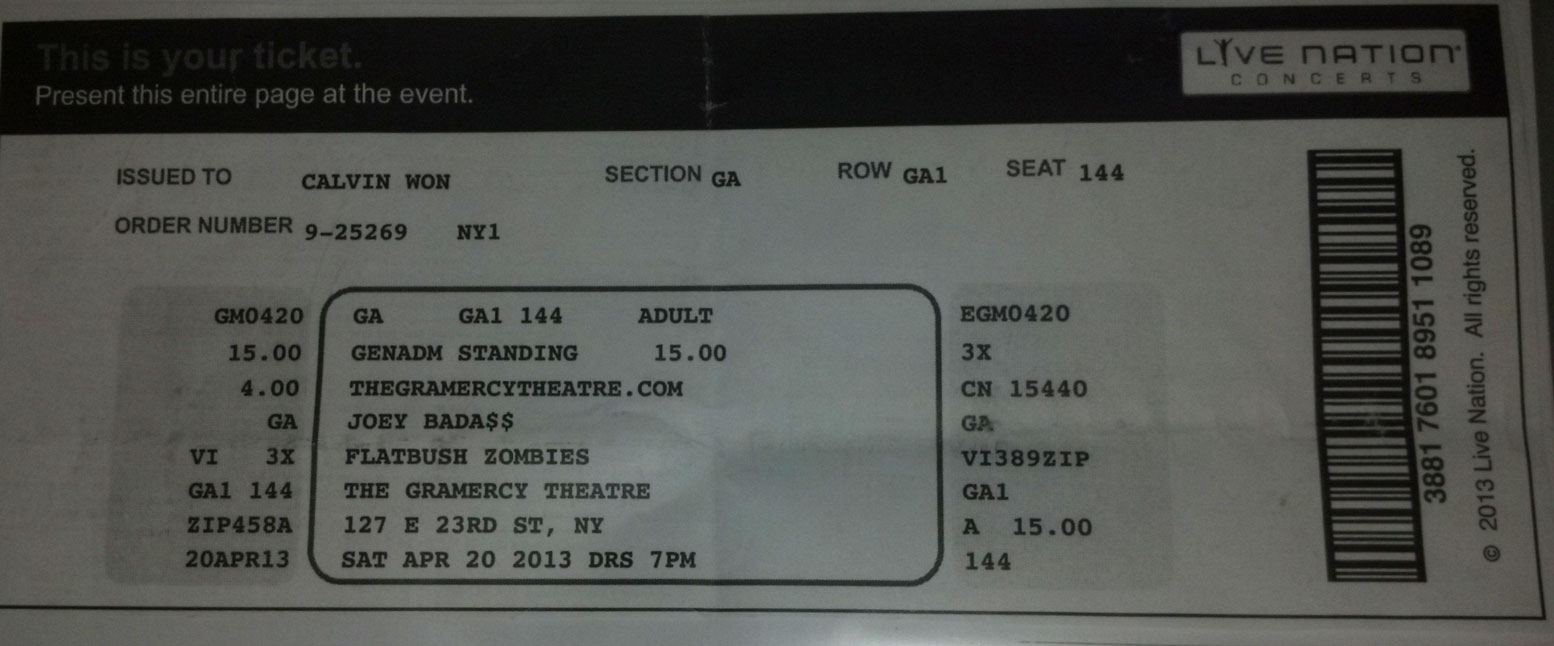 This is your ticket.
Present this entire page at the event.
LIVE NATION®
CONCERTS
ISSUED TO CALVIN WON SECTION GA ROW GA1 SEAT 144
ORDER NUMBER 9-25269 NY1
GM0420
15.00
4.00
GA
VI 3X
GA1 144
ZIP458A
20APR13
GA GA1 144 ADULT
GENADM STANDING 15.00
THEGRAMERCYTHEATRE.COM
JOEY BADA$$
FLATBUSH ZOMBIES
THE GRAMERCY THEATRE
127 E 23RD ST, NY
SAT APR 20 2013 DRS 7PM
EGM0420
3X
CN 15440
GA
VI389ZIP
GA1
A 15.00
144
3881 7601 8951 1089
© 2013 Live Nation. All rights reserved.